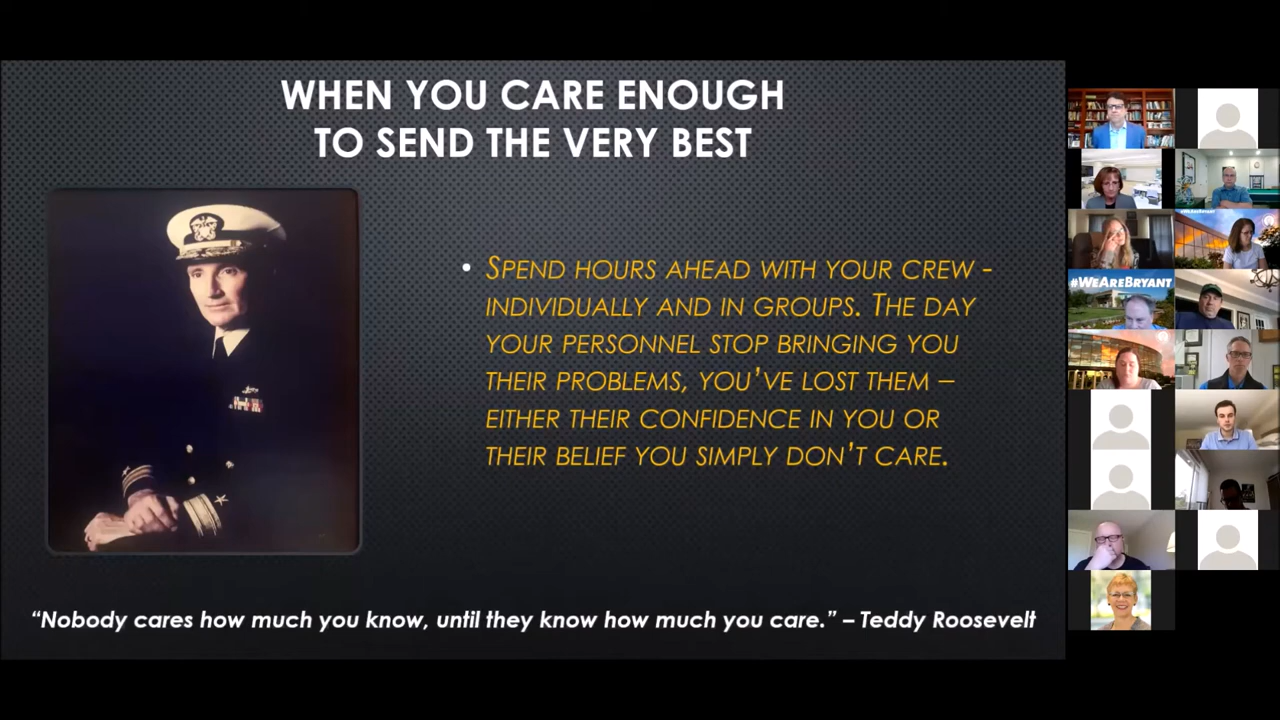 WHEN YOU CARE ENOUGH
TO SEND THE VERY BEST
• SPEND HOURS AHEAD WITH YOUR CREW -
INDIVIDUALLY AND IN GROUPS. THE DAY
YOUR PERSONNEL STOP BRINGING YOU
THEIR PROBLEMS, YOU'VE LOST THEM –
EITHER THEIR CONFIDENCE IN YOU OR
THEIR BELIEF YOU SIMPLY DON'T CARE.
“Nobody cares how much you know, until they know how much you care.” – Teddy Roosevelt
#WEAREBRYANT
#WEAREBRYANT